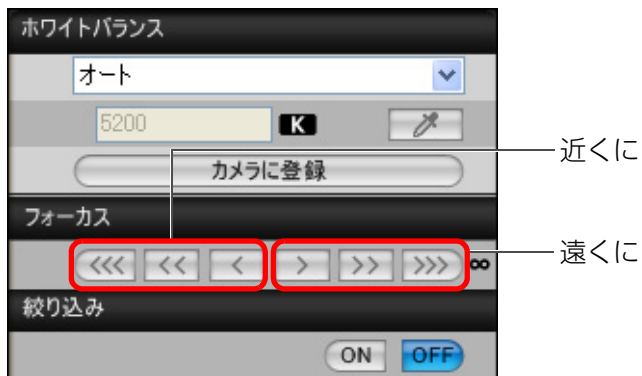 ホワイトバランス
オート
5200 K
カメラに登録
近くに
フォーカス
<<< << < > >> >>> ∞
遠くに
絞り込み
ON OFF